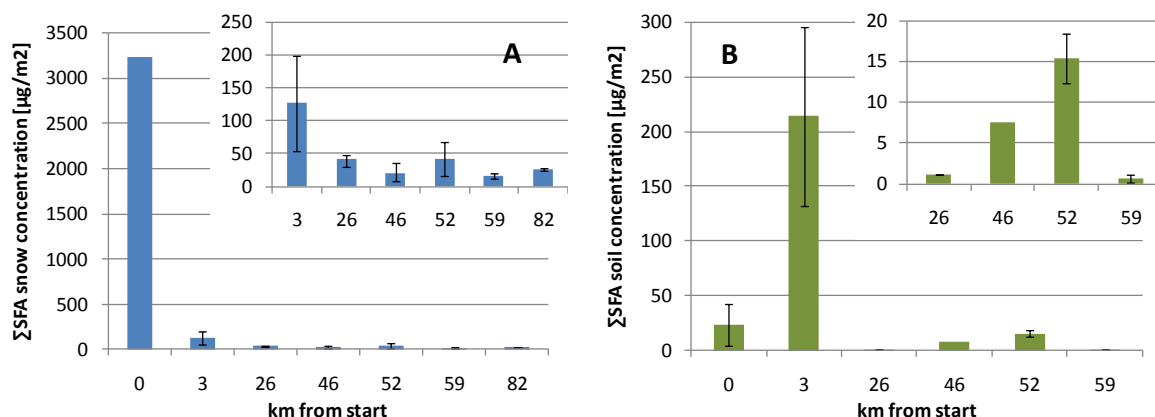 ∑SFA snow concentration [µg/m2]
3500
3000
2500
2000
1500
1000
500
0
0 3 26 46 52 59 82
km from start
A
250
200
150
100
50
0
3 26 46 52 59 82
∑SFA soil concentration [µg/m2]
300
250
200
150
100
50
0
0 3 26 46 52 59
km from start
B
20
15
10
5
0
26 46 52 59